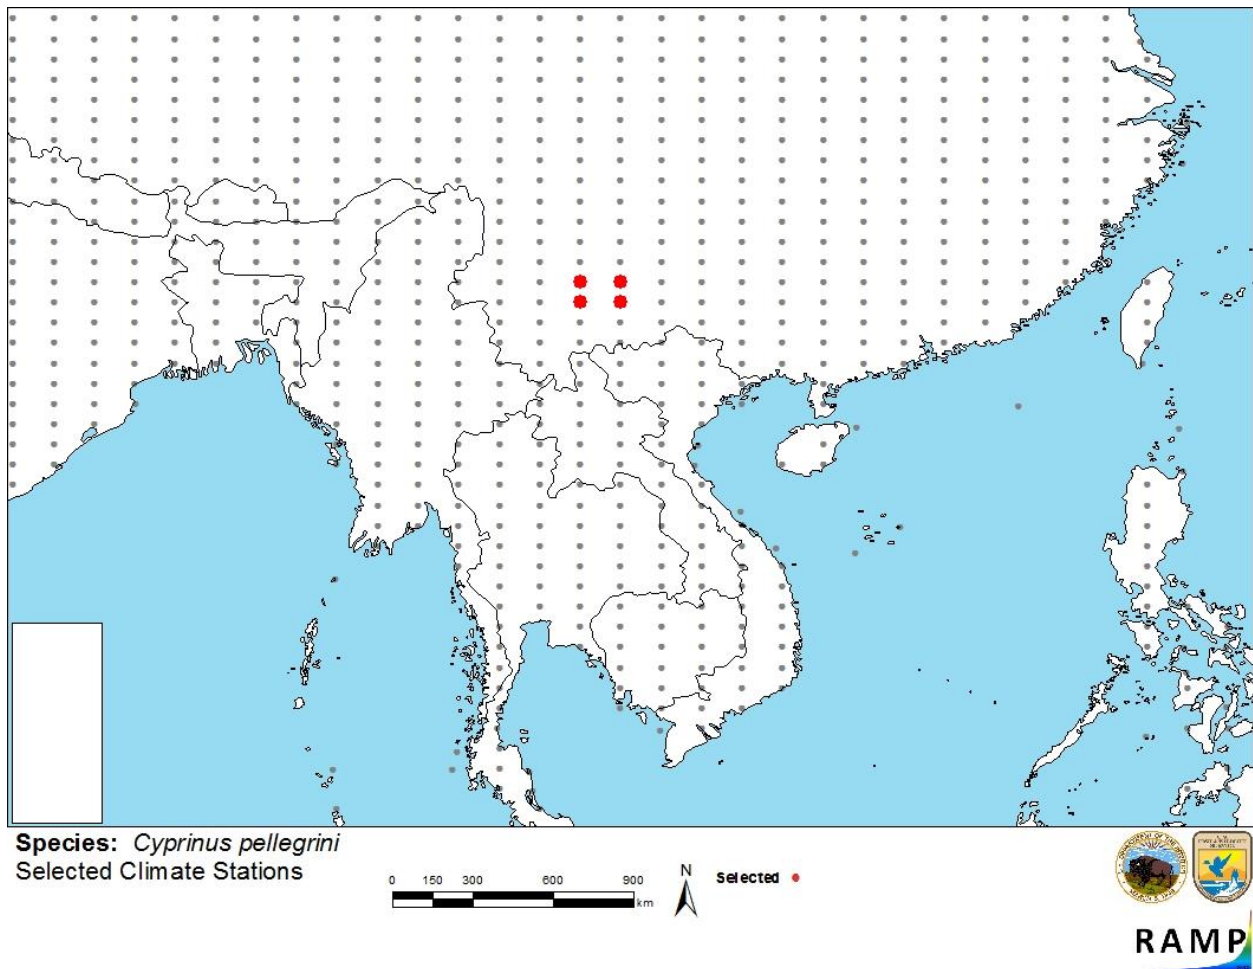 Species: Cyprinus pellegrini
Selected Climate Stations
0 150 300 600 900
km
N
Selected
RAMP